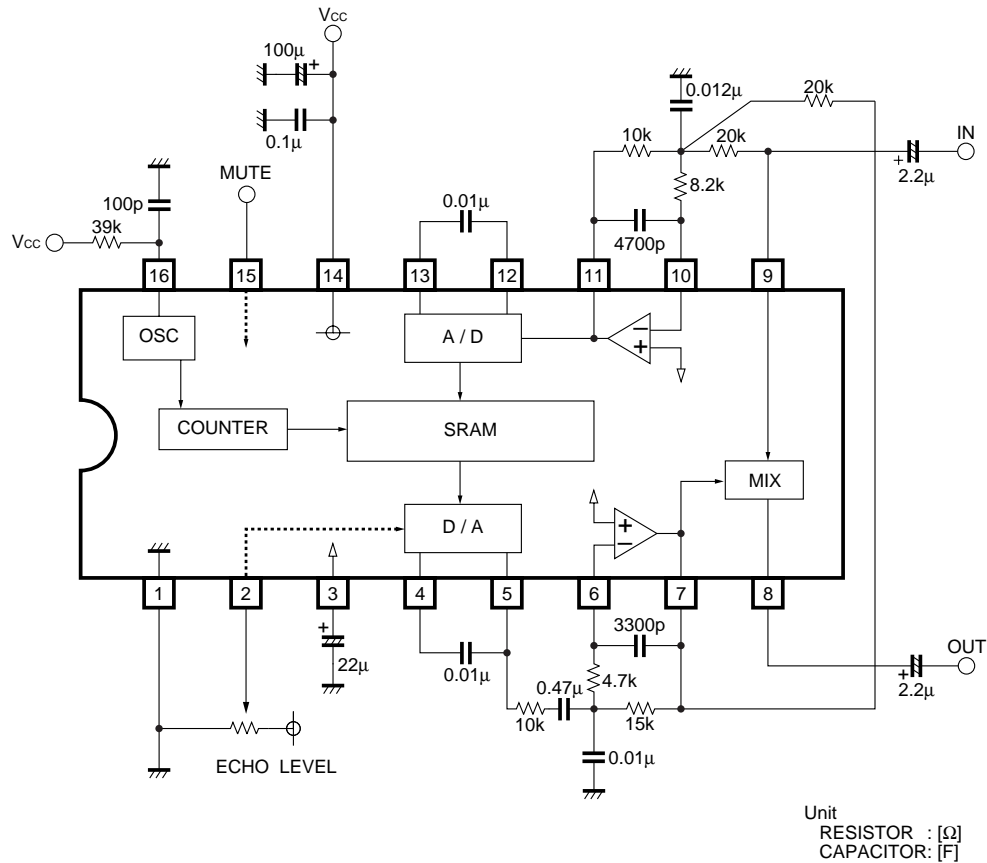 Vcc
100μ
+
0.1μ
MUTE
100p
39k
Vcc
0.01μ
0.012μ
20k
10k
20k
8.2k
4700p
IN
+
2.2μ
16
15
14
13
12
11
10
9
OSC
A / D
−
+
COUNTER
SRAM
MIX
D / A
+
−
1
2
3
4
5
6
7
8
+
22μ
0.01μ
3300p
4.7k
0.47μ
10k
15k
0.01μ
OUT
+
2.2μ
ECHO LEVEL
Unit
RESISTOR : [Ω]
CAPACITOR: [F]